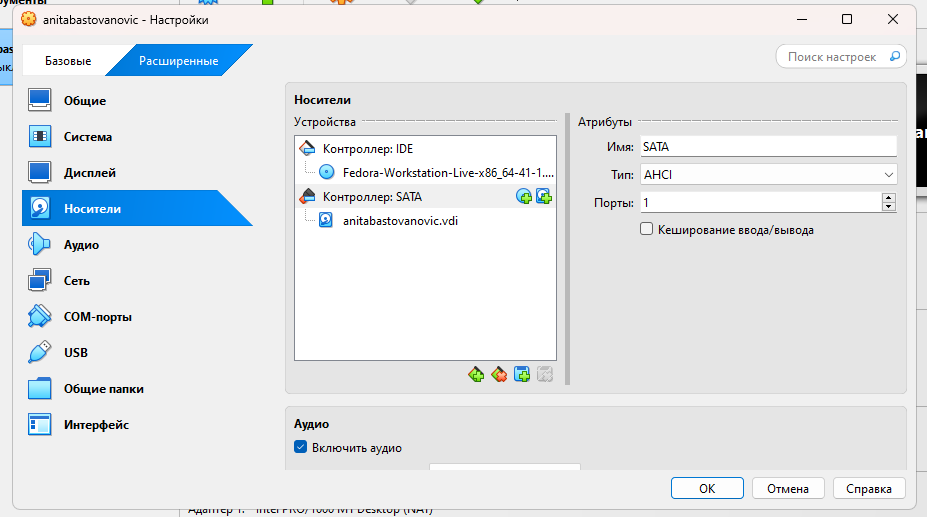 anitabastovanovic - Настройки
Базовые
Расширенные
Поиск настроек
Общие
Система
Дисплей
Носители
Аудио
Сеть
COM-порты
USB
Общие папки
Интерфейс
Носители
Устройства
Контроллер: IDE
Fedora-Workstation-Live-x86_64-41-1....
Контроллер: SATA
anitabastovanovic.vdi
Атрибуты
Имя: SATA
Тип: AHCI
Порты: 1
Кеширование ввода/вывода
Аудио
Включить аудио
OK
Отмена
Справка
Адаптер 1: Intel PRO/1000 MT Desktop (NAT)